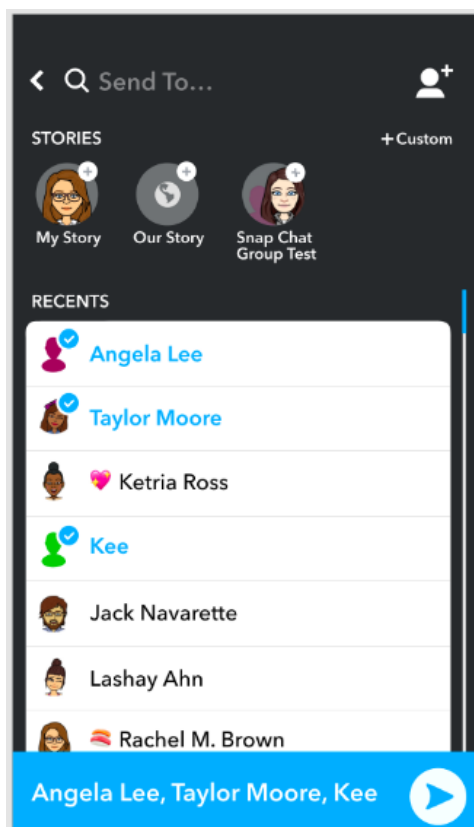 Send To...
STORIES
+Custom
My Story
Our Story
Snap Chat
Group Test
RECENTS
Angela Lee
Taylor Moore
💖 Ketria Ross
Kee
Jack Navarette
Lashay Ahn
🍣 Rachel M. Brown
Angela Lee, Taylor Moore, Kee